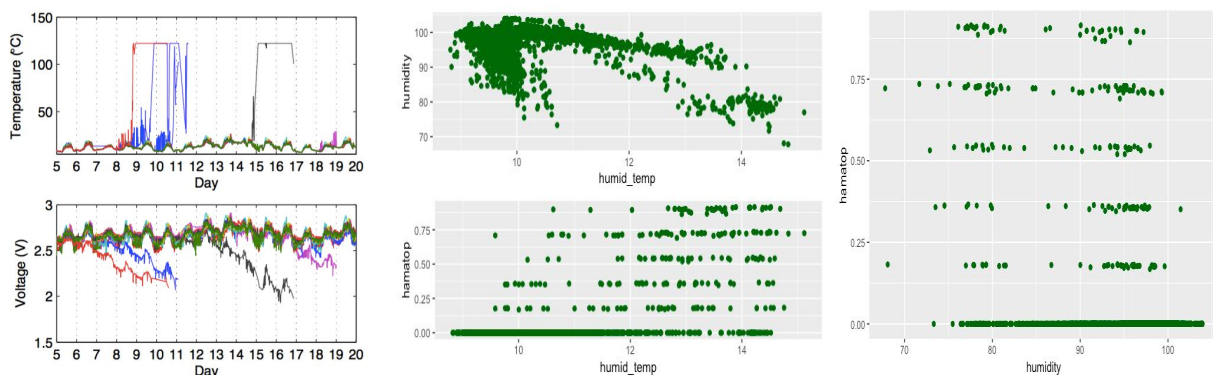 150
100
50
Temperature (°C)
5 6 7 8 9 10 11 12 13 14 15 16 17 18 19 20
Day
3
2.5
2
1.5
Voltage (V)
5 6 7 8 9 10 11 12 13 14 15 16 17 18 19 20
Day
100
90
80
70
humidity
10 12 14
humid_temp
0.75
0.50
0.25
0.00
hamatop
10 12 14
humid_temp
0.75
0.50
0.25
0.00
hamatop
70 80 90 100
humidity